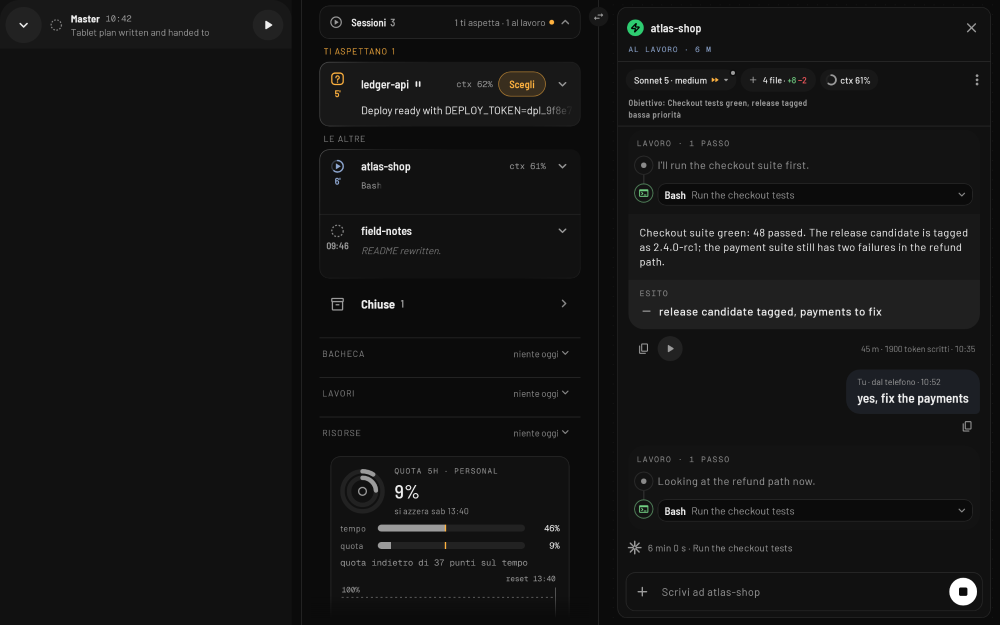 Master 10:42
Tablet plan written and handed to
Sessioni 3
1 ti aspetta · 1 al lavoro
TI ASPETTANO 1
ledger-api
ctx 62%
Scegli
5'
Deploy ready with DEPLOY_TOKEN=dpl_9f8e
LE ALTRE
atlas-shop
ctx 61%
6'
Bash
field-notes
09:46
README rewritten.
Chiuse 1
BACHECA
niente oggi
LAVORI
niente oggi
RISORSE
niente oggi
QUOTA 5H · PERSONAL
9%
si azzera sab 13:40
tempo 46%
quota 9%
quota indietro di 37 punti sul tempo
reset 13:40
100%
atlas-shop
AL LAVORO · 6 M
Sonnet 5 · medium
4 file · +8 −2
ctx 61%
Obiettivo: Checkout tests green, release tagged
bassa priorità
LAVORO · 1 PASSO
I'll run the checkout suite first.
Bash Run the checkout tests
Checkout suite green: 48 passed. The release candidate is tagged
as 2.4.0-rc1; the payment suite still has two failures in the refund
path.
ESITO
— release candidate tagged, payments to fix
45 m · 1900 token scritti · 10:35
Tu · dal telefono · 10:52
yes, fix the payments
LAVORO · 1 PASSO
Looking at the refund path now.
Bash Run the checkout tests
6 min 0 s · Run the checkout tests
Scrivi ad atlas-shop